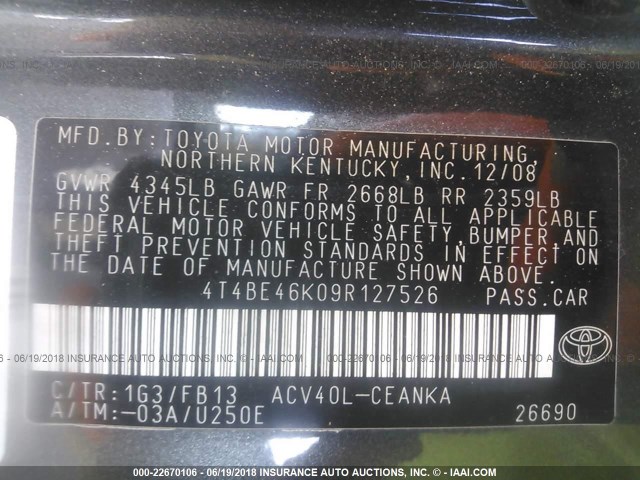 MFD. BY: TOYOTA MOTOR MANUFACTURING,
NORTHERN KENTUCKY, INC. 12/08
GVWR 4345LB GAWR FR 2668LB RR 2359LB
THIS VEHICLE CONFORMS TO ALL APPLICABLE
FEDERAL MOTOR VEHICLE SAFETY, BUMPER, AND
THEFT PREVENTION STANDARDS IN EFFECT ON
THE DATE OF MANUFACTURE SHOWN ABOVE.
4T4BE46K09R127526 PASS. CAR
C/TR: 1G3/FB13 ACV40L-CEANKA
A/TM: -03A/U250E 26690
000-22670106 - 06/19/2018 INSURANCE AUTO AUCTIONS - © IAAI.COM